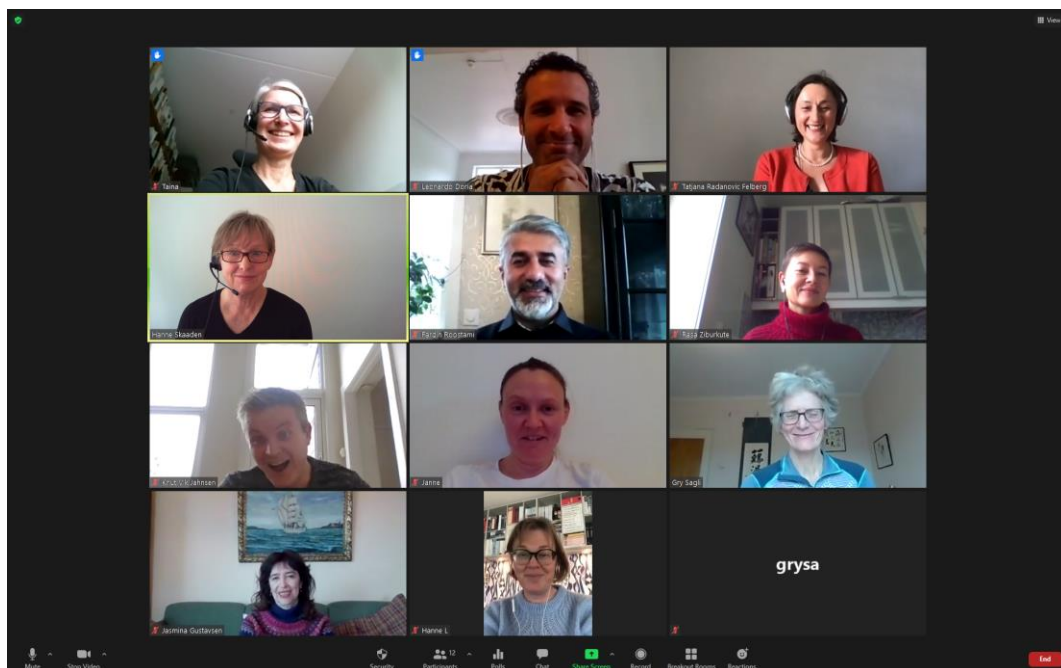 View
Taina
Leonardo Doria
Tatjana Radanovic Felberg
Hanne Skaaden
Farzin Roostami
Rasa Ziburkute
Knut Vik Jahnsen
Janne
Gry Sagli
grysa
Jasmina Gustavsen
Hanne L
Mute
Stop Video
Security
Participants
12
Polls
Chat
Share Screen
Record
Breakout Rooms
Reactions
End